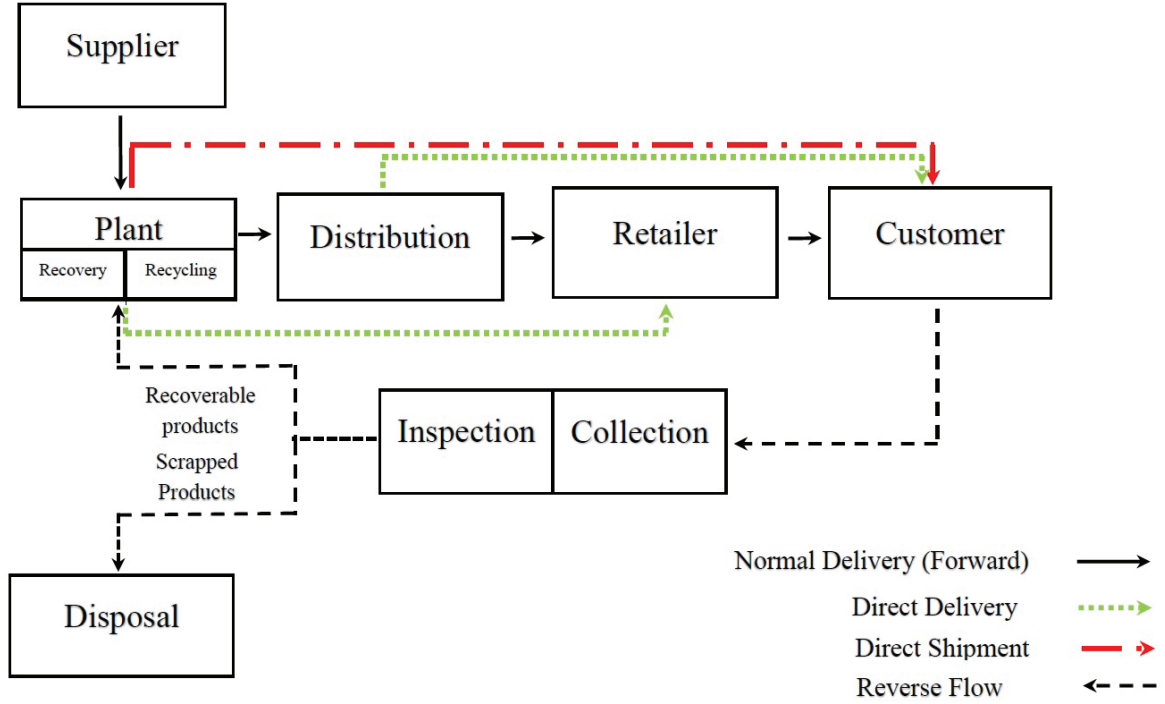 Supplier
Plant
Recovery
Recycling
Distribution
Retailer
Customer
Recoverable
products
Scrapped
Products
Inspection
Collection
Disposal
Normal Delivery (Forward)
Direct Delivery
Direct Shipment
Reverse Flow